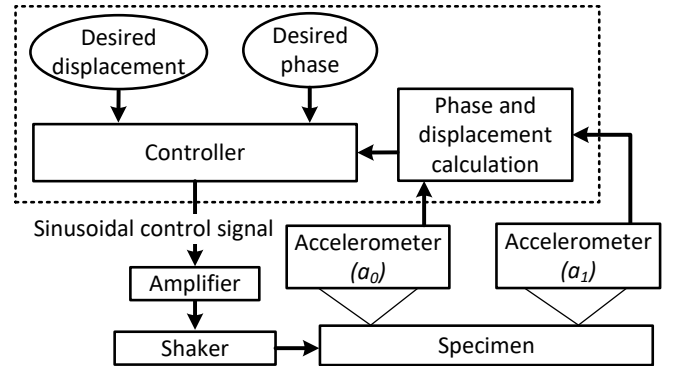 Desired
displacement
Desired
phase
Controller
Phase and
displacement
calculation
Sinusoidal control signal
Accelerometer
(a0)
Accelerometer
(a1)
Amplifier
Shaker
Specimen